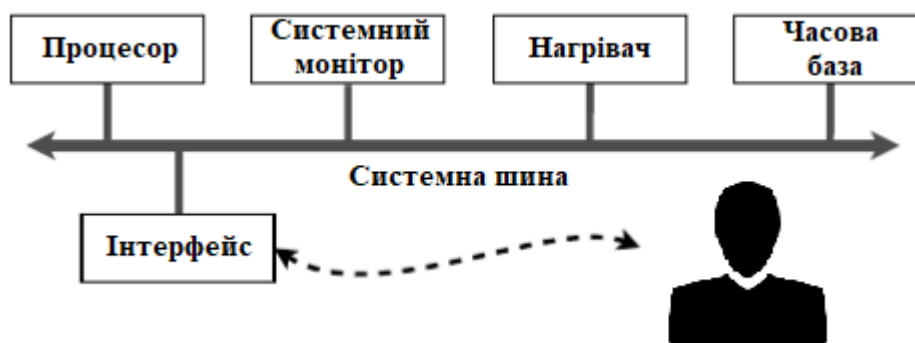 Процесор
Системний
монітор
Нагрівач
Часова
база
Системна шина
Інтерфейс